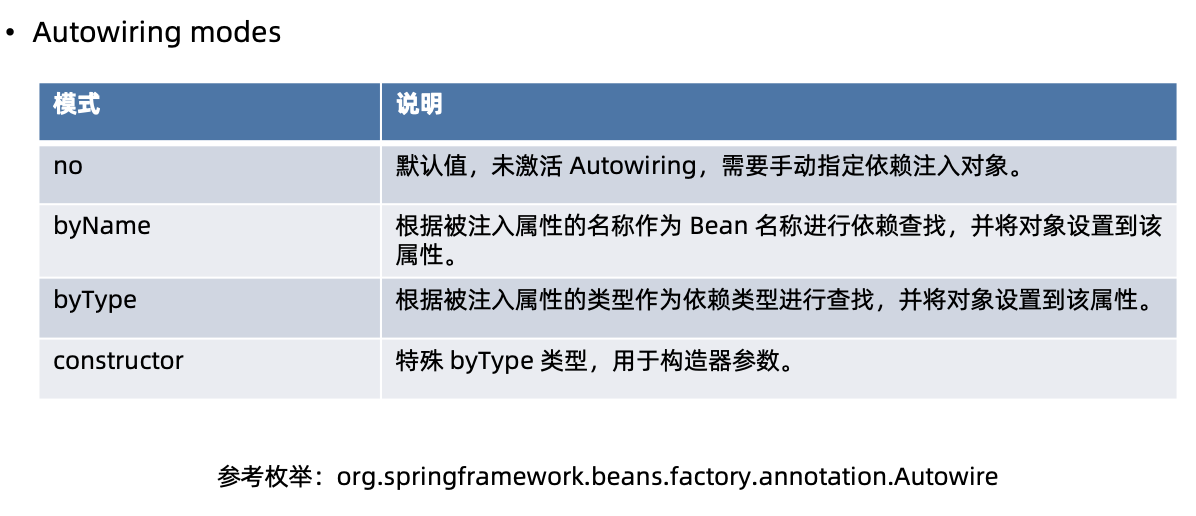 • Autowiring modes
模式
说明
no
默认值，未激活 Autowiring，需要手动指定依赖注入对象。
byName
根据被注入属性的名称作为 Bean 名称进行依赖查找，并将对象设置到该
属性。
byType
根据被注入属性的类型作为依赖类型进行查找，并将对象设置到该属性。
constructor
特殊 byType 类型，用于构造器参数。
参考枚举：org.springframework.beans.factory.annotation.Autowire